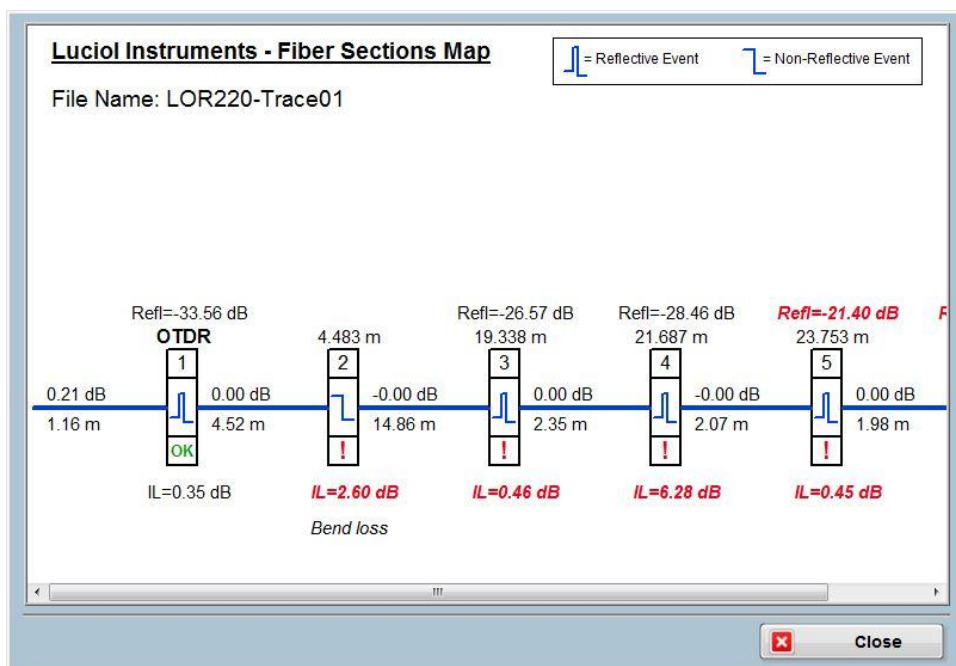 Luciol Instruments - Fiber Sections Map
= Reflective Event
= Non-Reflective Event
File Name: LOR220-Trace01
Refl=-33.56 dB
Refl=-26.57 dB
Refl=-28.46 dB
Refl=-21.40 dB
OTDR
4.483 m
19.338 m
21.687 m
23.753 m
1
2
3
4
5
0.21 dB
0.00 dB
-0.00 dB
0.00 dB
-0.00 dB
0.00 dB
1.16 m
4.52 m
14.86 m
2.35 m
2.07 m
1.98 m
OK
!
!
!
!
IL=0.35 dB
IL=2.60 dB
IL=0.46 dB
IL=6.28 dB
IL=0.45 dB
Bend loss
Close